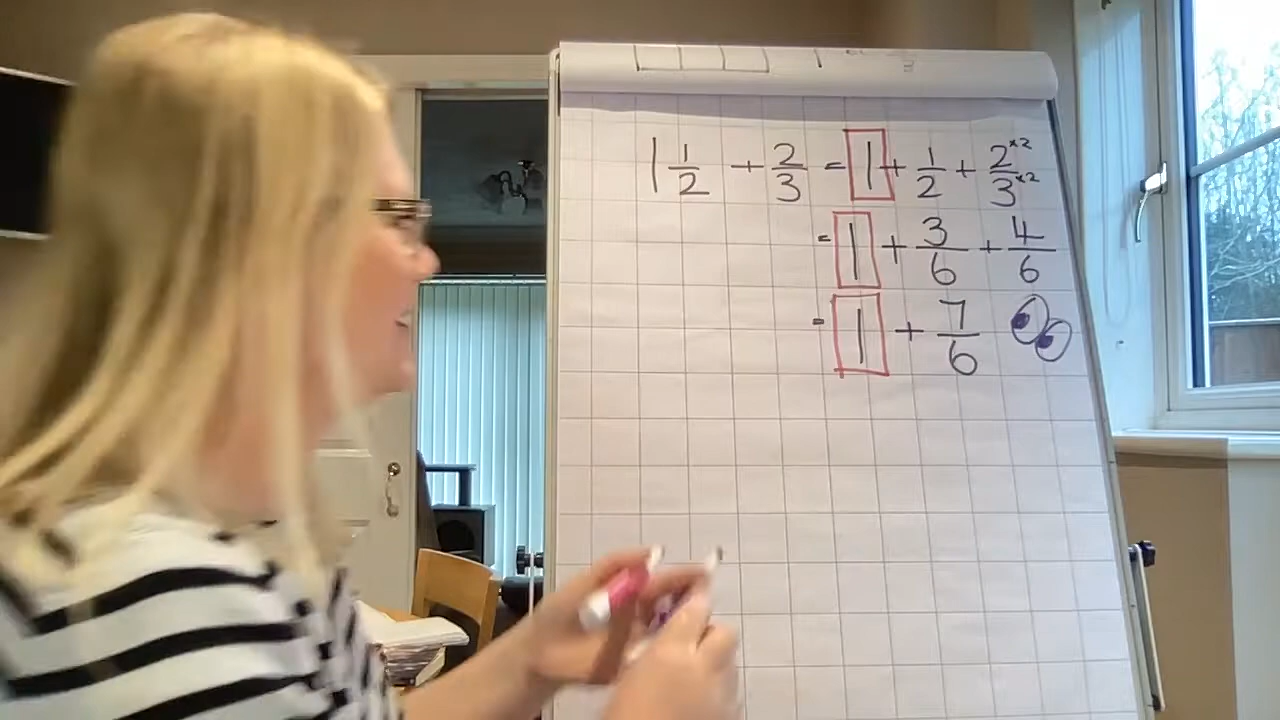 1 1/2 + 2/3 = 1 + 1/2 + 2×2/3×2
= 1 + 3/6 + 4/6
= 1 + 7/6